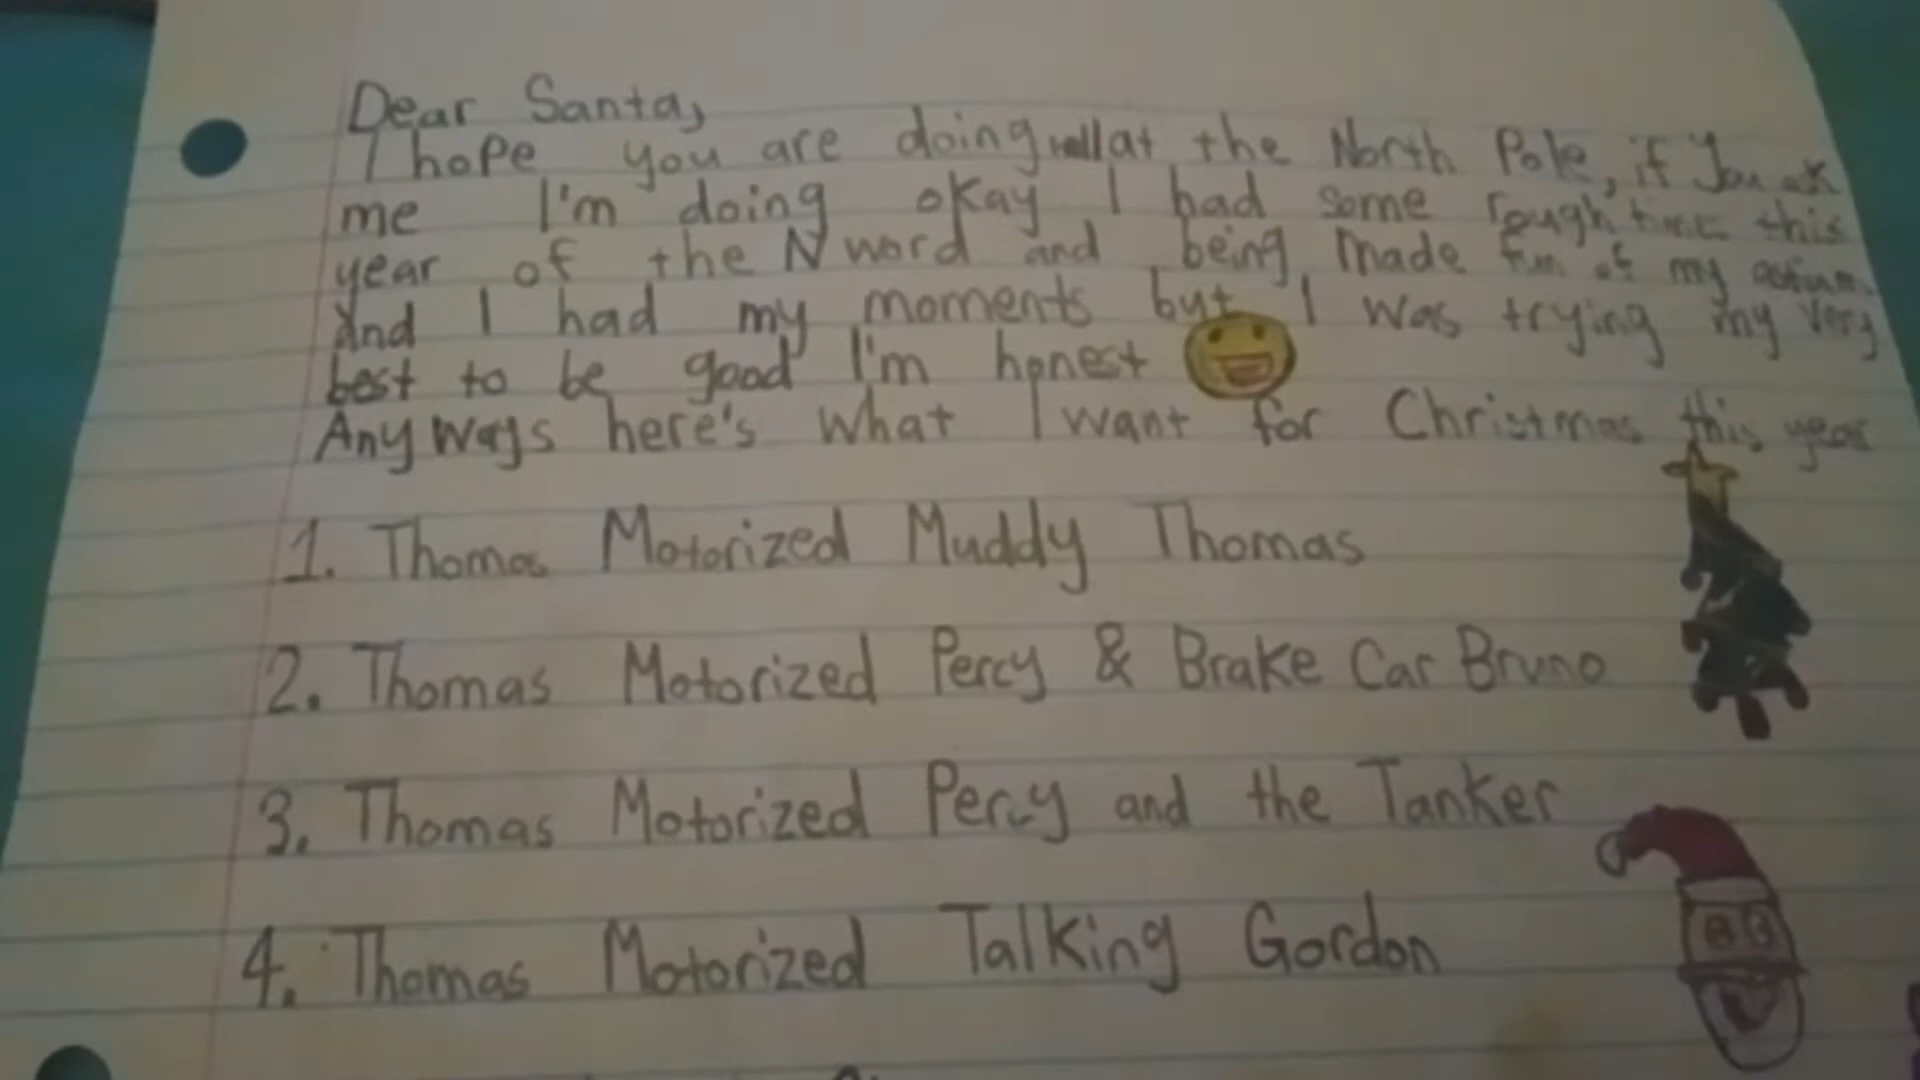 Dear Santa,
I hope you are doing well at the North Pole, if You ask
me I'm doing okay I had some rough time this
year of the N word and being made fun of my autism.
And I had my moments but I was trying my very
best to be good I'm honest
Any ways here's what I want for Christmas this year
1. Thomas Motorized Muddy Thomas
2. Thomas Motorized Percy & Brake Car Bruno
3. Thomas Motorized Percy and the Tanker
4. Thomas Motorized Talking Gordon